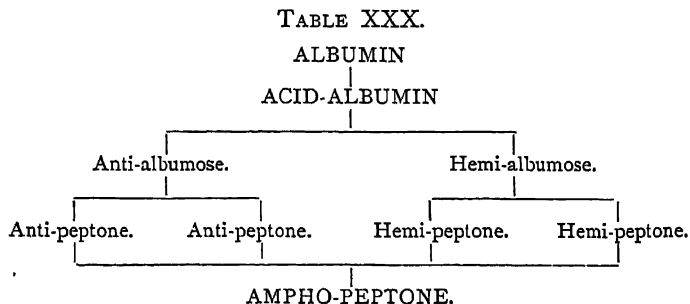 TABLE XXX.
ALBUMIN
ACID-ALBUMIN
Anti-albumose. Hemi-albumose.
Anti-peptone. Anti-peptone. Hemi-peptone. Hemi-peptone.
AMPHO-PEPTONE.